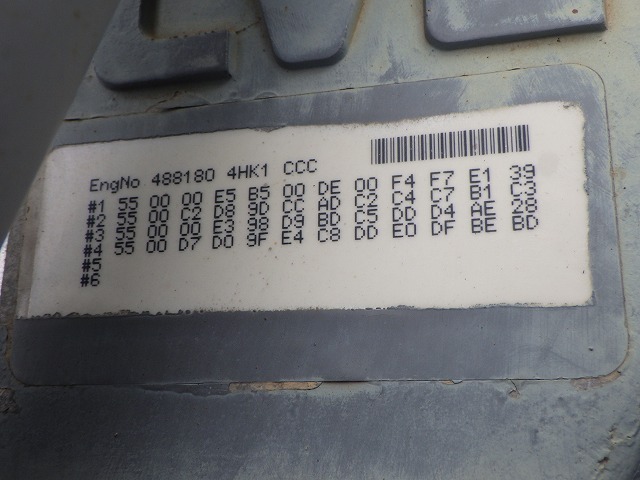 EngNo 488180 4HK1 CCC
#1 55 00 00 E5 B5 00 DE 00 F4 F7 E1 39
#2 55 00 C2 D8 9D CC AD C2 C4 C7 B1 C3
#3 55 00 00 E3 98 D9 BD C5 DD D4 AE 28
#4 55 00 D7 D0 9F E4 C8 DD E0 DF BE BD
#5
#6